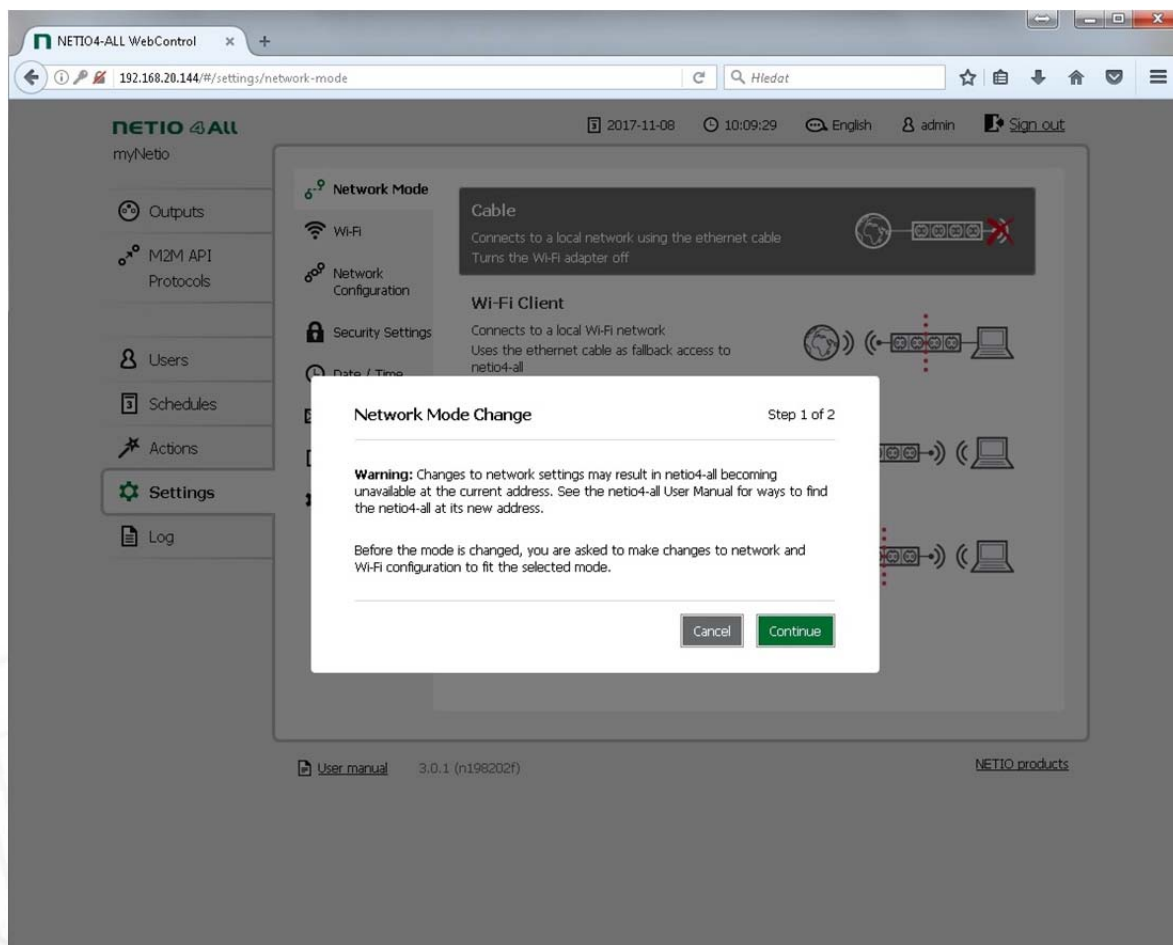 NETIO4-ALL WebControl
192.168.20.144/#/settings/network-mode
Hledat
NETIO 4ALL
myNetio
2017-11-08
10:09:29
English
admin
Sign out
Outputs
M2M API
Protocols
Users
Schedules
Actions
Settings
Log
Network Mode
Wi-Fi
Network
Configuration
Security Settings
Date / Time
Cable
Connects to a local network using the ethernet cable
Turns the Wi-Fi adapter off
Wi-Fi Client
Connects to a local Wi-Fi network
Uses the ethernet cable as fallback access to
netio4-all
Network Mode Change
Step 1 of 2
Warning: Changes to network settings may result in netio4-all becoming
unavailable at the current address. See the netio4-all User Manual for ways to find
the netio4-all at its new address.
Before the mode is changed, you are asked to make changes to network and
Wi-Fi configuration to fit the selected mode.
Cancel
Continue
User manual
3.0.1 (n198202f)
NETIO products